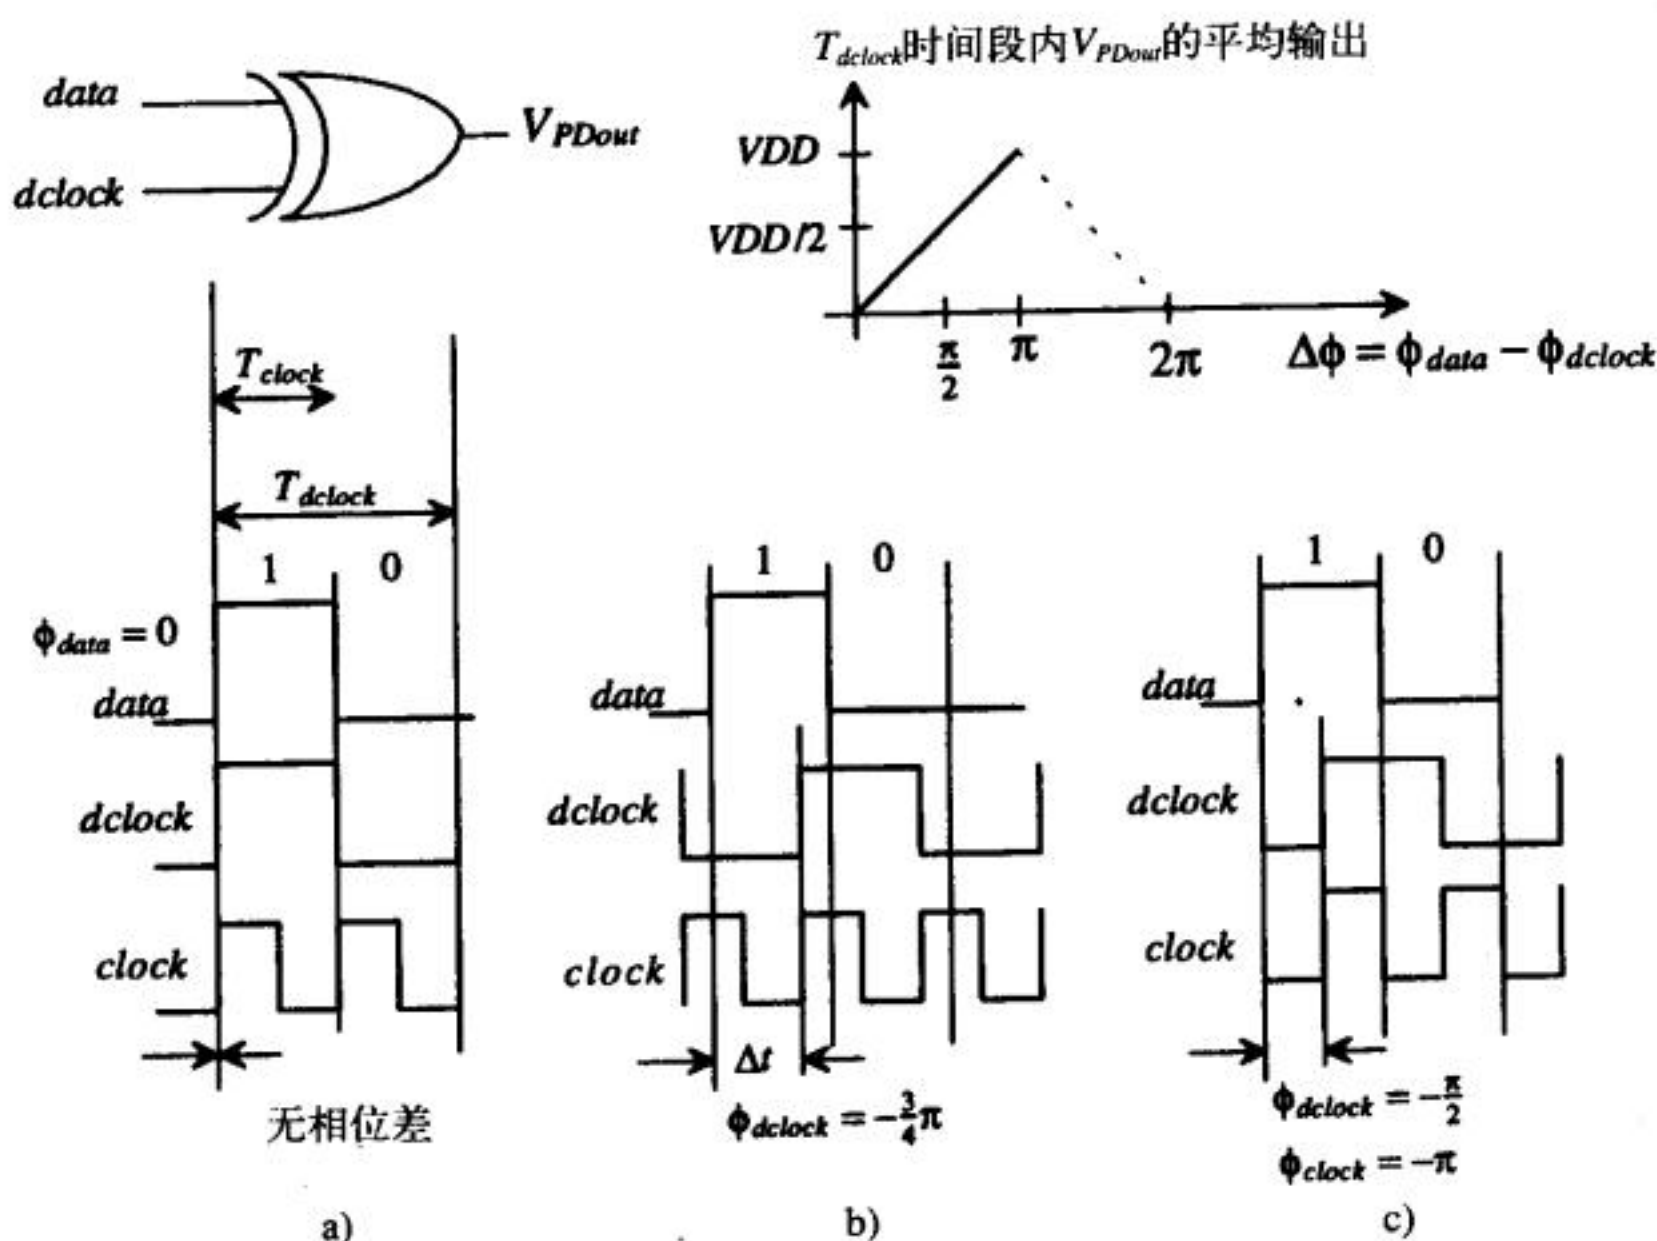 T_dclock时间段内V_PDout的平均输出
data
dclock
V_PDout
VDD
VDD/2
π/2
π
2π
Δϕ = ϕ_data − ϕ_dclock
T_clock
T_dclock
1 0
ϕ_data = 0
data
dclock
clock
无相位差
a)
1 0
data
dclock
clock
Δt
ϕ_dclock = −3/4π
b)
1 0
data
dclock
clock
ϕ_dclock = −π/2
ϕ_clock = −π
c)